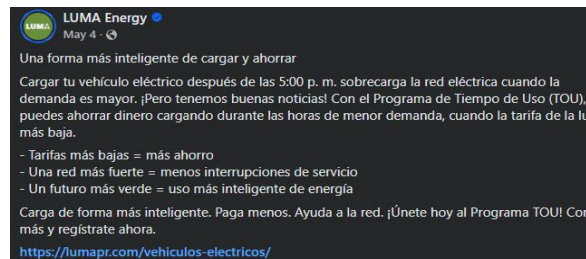 LUMA
LUMA Energy
May 4 ·
Una forma más inteligente de cargar y ahorrar
Cargar tu vehículo eléctrico después de las 5:00 p. m. sobrecarga la red eléctrica cuando la
demanda es mayor. ¡Pero tenemos buenas noticias! Con el Programa de Tiempo de Uso (TOU),
puedes ahorrar dinero cargando durante las horas de menor demanda, cuando la tarifa de la
más baja.
- Tarifas más bajas = más ahorro
- Una red más fuerte = menos interrupciones de servicio
- Un futuro más verde = uso más inteligente de energía
Carga de forma más inteligente. Paga menos. Ayuda a la red. ¡Únete hoy al Programa TOU!
más y regístrate ahora.
https://lumapr.com/vehiculos-electricos/